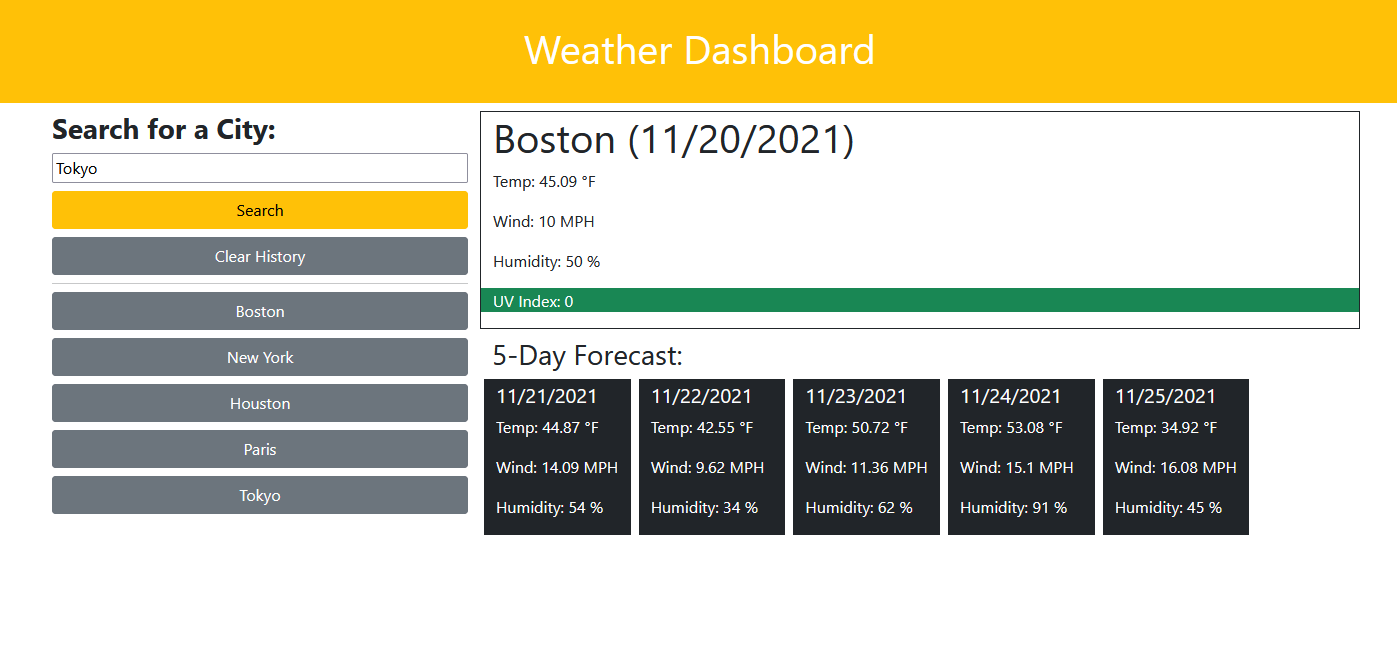 Weather Dashboard
Search for a City:
Tokyo
Search
Clear History
Boston
New York
Houston
Paris
Tokyo
Boston (11/20/2021)
Temp: 45.09 °F
Wind: 10 MPH
Humidity: 50 %
UV Index: 0
5-Day Forecast:
11/21/2021
Temp: 44.87 °F
Wind: 14.09 MPH
Humidity: 54 %
11/22/2021
Temp: 42.55 °F
Wind: 9.62 MPH
Humidity: 34 %
11/23/2021
Temp: 50.72 °F
Wind: 11.36 MPH
Humidity: 62 %
11/24/2021
Temp: 53.08 °F
Wind: 15.1 MPH
Humidity: 91 %
11/25/2021
Temp: 34.92 °F
Wind: 16.08 MPH
Humidity: 45 %